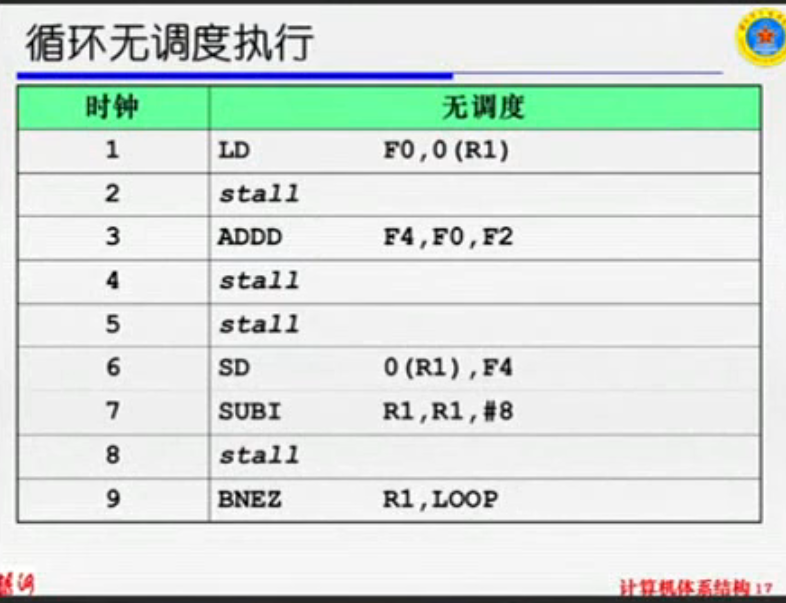 循环无调度执行
时钟 无调度
1 LD F0,0(R1)
2 stall
3 ADDD F4,F0,F2
4 stall
5 stall
6 SD 0(R1),F4
7 SUBI R1,R1,#8
8 stall
9 BNEZ R1,LOOP
计算机体系结构 17